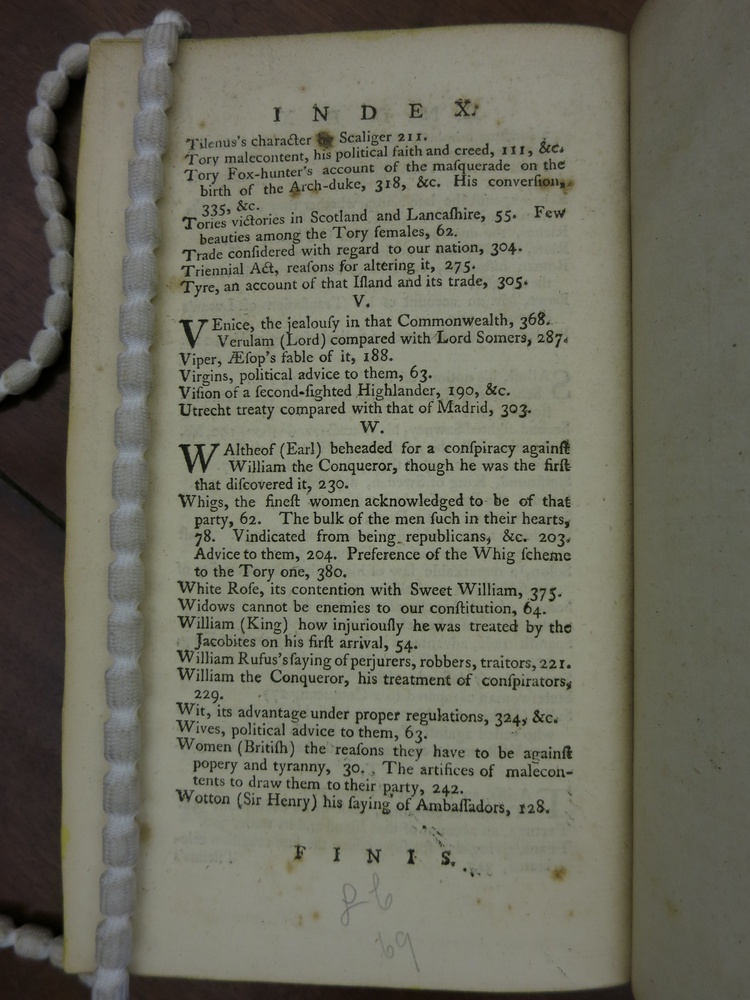 INDEX.
Tilenus's character by Scaliger 211.
Tory malecontent, his political faith and creed, 111, &c.
Tory Fox-hunter's account of the maſquerade on the
birth of the Arch-duke, 318, &c. His converſion,
335, &c.
Tories victories in Scotland and Lancaſhire, 55. Few
beauties among the Tory females, 62.
Trade conſidered with regard to our nation, 304.
Triennial Act, reaſons for altering it, 275.
Tyre, an account of that Iſland and its trade, 305.
V.
VEnice, the jealouſy in that Commonwealth, 368.
Verulam (Lord) compared with Lord Somers, 287.
Viper, Æſop's fable of it, 188.
Virgins, political advice to them, 63.
Viſion of a ſecond-ſighted Highlander, 190, &c.
Utrecht treaty compared with that of Madrid, 303.
W.
WAltheof (Earl) beheaded for a conſpiracy againſt
William the Conqueror, though he was the firſt
that diſcovered it, 230.
Whigs, the fineſt women acknowledged to be of that
party, 62. The bulk of the men ſuch in their hearts,
78. Vindicated from being republicans, &c. 203.
Advice to them, 204. Preference of the Whig ſcheme
to the Tory one, 380.
White Roſe, its contention with Sweet William, 375.
Widows cannot be enemies to our conſtitution, 64.
William (King) how injuriouſly he was treated by the
Jacobites on his firſt arrival, 54.
William Rufus's ſaying of perjurers, robbers, traitors, 221.
William the Conqueror, his treatment of conſpirators,
229.
Wit, its advantage under proper regulations, 324, &c.
Wives, political advice to them, 63.
Women (Britiſh) the reaſons they have to be againſt
popery and tyranny, 30. The artifices of malecon-
tents to draw them to their party, 242.
Wotton (Sir Henry) his ſaying of Ambaſſadors, 128.
FINIS.